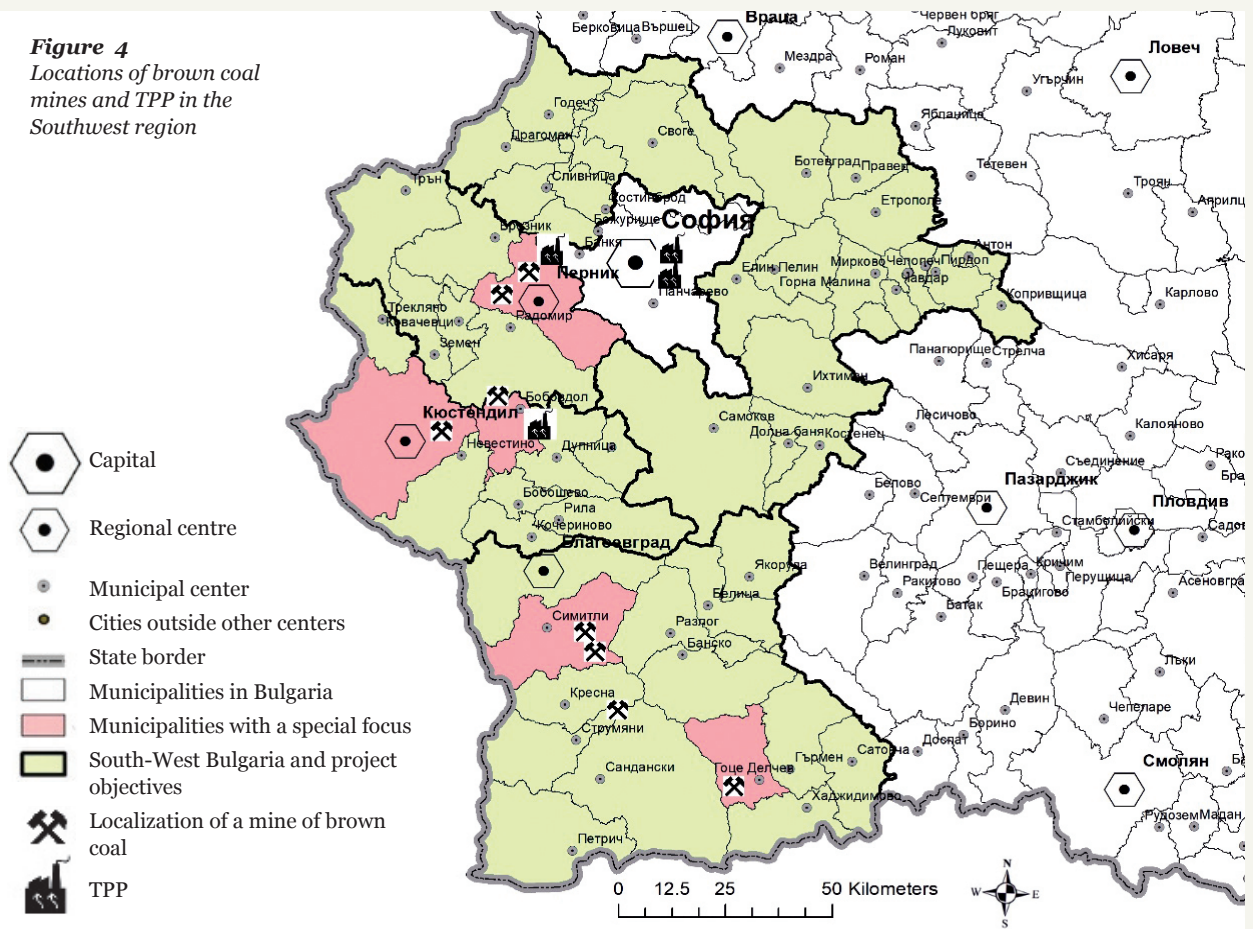 Figure 4
Locations of brown coal
mines and TPP in the
Southwest region
Capital
Regional centre
Municipal center
Cities outside other centers
State border
Municipalities in Bulgaria
Municipalities with a special focus
South-West Bulgaria and project
objectives
Localization of a mine of brown
coal
TPP
Берковица Вършец
Враца
Червен бряг
Луковит
Ловеч
Мездра
Роман
Угърчин
Годеч
Ябланица
Драгоман
Своге
Ботевград Правец
Тетевен
Троян
Трън
Сливница
Костинброд
Етрополе
Божурище
София
Брезник
Банкя
Антон
Перник
Елин Пелин
Мирково
Челопеч
Пирдоп
Горна Малина
Чавдар
Панчарево
Копривщица
Карлово
Трекляно
Ковачевци
Радомир
Земен
Панагюрище
Стрелча
Хисаря
Ихтиман
Бобовдол
Кюстендил
Самоков
Лесичово
Калояново
Невестино
Дупница
Долна баня
Костенец
Съединение
Бобошево
Белово
Септември
Пазарджик
Пловдив
Рила
Кочериново
Стамболийски
Благоевград
Якоруда
Велинград
Ракитово
Пещера
Кричим
Перущица
Брацигово
Белица
Батак
Симитли
Разлог
Банско
Лъки
Кресна
Девин
Чепеларе
Борино
Струмяни
Доспат
Сатовча
Гърмен
Смолян
Сандански
Гоце Делчев
Хаджидимово
Рудозем
Мадан
Петрич
N
W
E
S
0 12.5 25 50 Kilometers